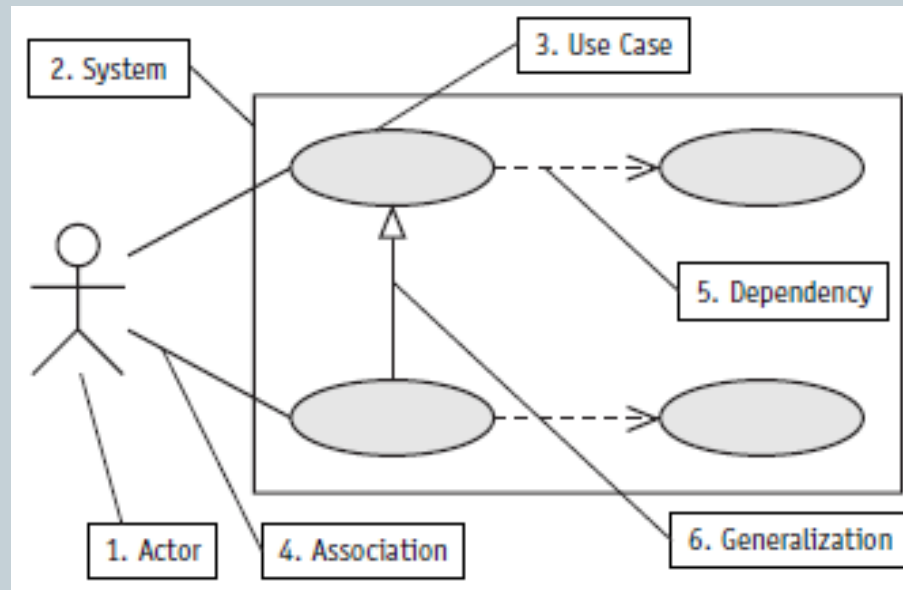 3. Use Case
2. System
5. Dependency
1. Actor
4. Association
6. Generalization